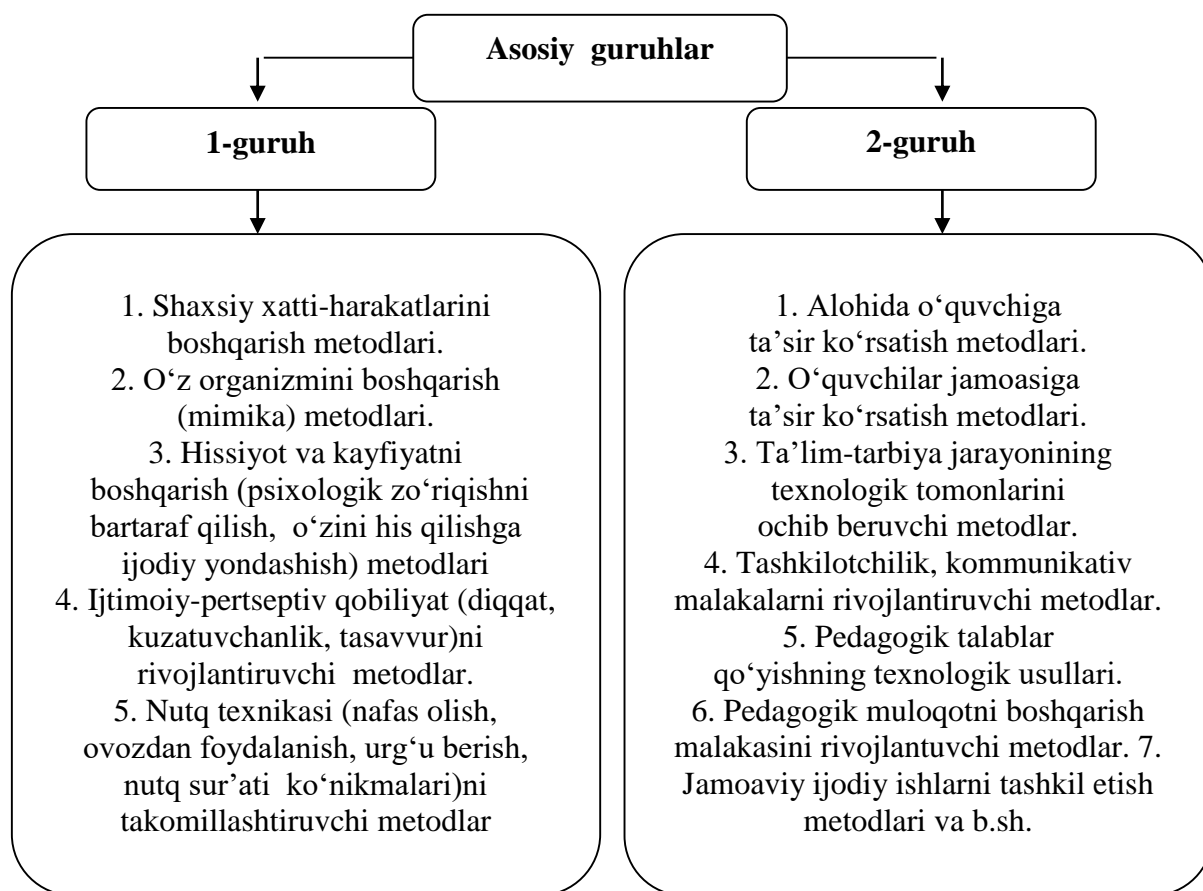 Asosiy guruhlar
1-guruh
2-guruh
1. Shaxsiy xatti-harakatlarini
boshqarish metodlari.
2. O‘z organizmini boshqarish
(mimika) metodlari.
3. Hissiyot va kayfiyatni
boshqarish (psixologik zo‘riqishni
bartaraf qilish, o‘zini his qilishga
ijodiy yondashish) metodlari
4. Ijtimoiy-pertseptiv qobiliyat (diqqat,
kuzatuvchanlik, tasavvur)ni
rivojlantiruvchi metodlar.
5. Nutq texnikasi (nafas olish,
ovozdan foydalanish, urg‘u berish,
nutq sur’ati ko‘nikmalari)ni
takomillashtiruvchi metodlar
1. Alohida o‘quvchiga
ta’sir ko‘rsatish metodlari.
2. O‘quvchilar jamoasiga
ta’sir ko‘rsatish metodlari.
3. Ta’lim-tarbiya jarayonining
texnologik tomonlarini
ochib beruvchi metodlar.
4. Tashkilotchilik, kommunikativ
malakalarni rivojlantiruvchi metodlar.
5. Pedagogik talablar
qo‘yishning texnologik usullari.
6. Pedagogik muloqotni boshqarish
malakasini rivojlantuvchi metodlar. 7.
Jamoaviy ijodiy ishlarni tashkil etish
metodlari va b.sh.